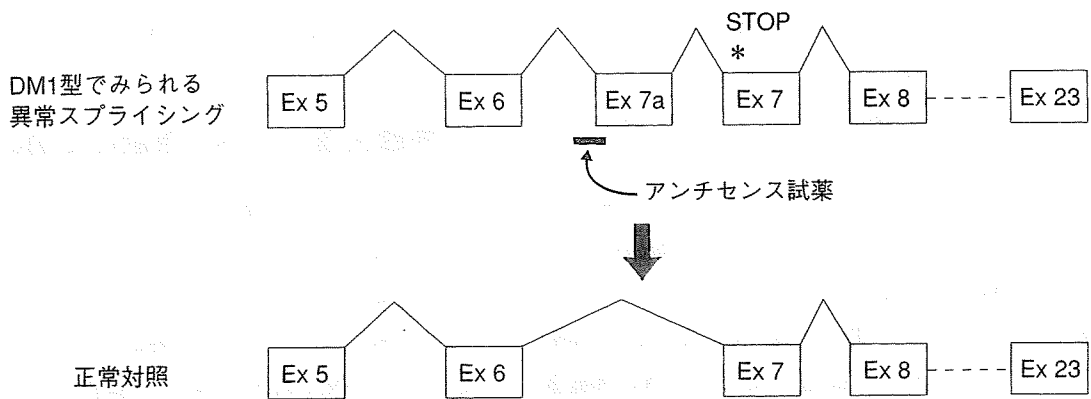 STOP
*
DM1型でみられる
異常スプライシング
Ex 5 Ex 6 Ex 7a Ex 7 Ex 8 Ex 23
アンチセンス試薬
正常対照 Ex 5 Ex 6 Ex 7 Ex 8 Ex 23